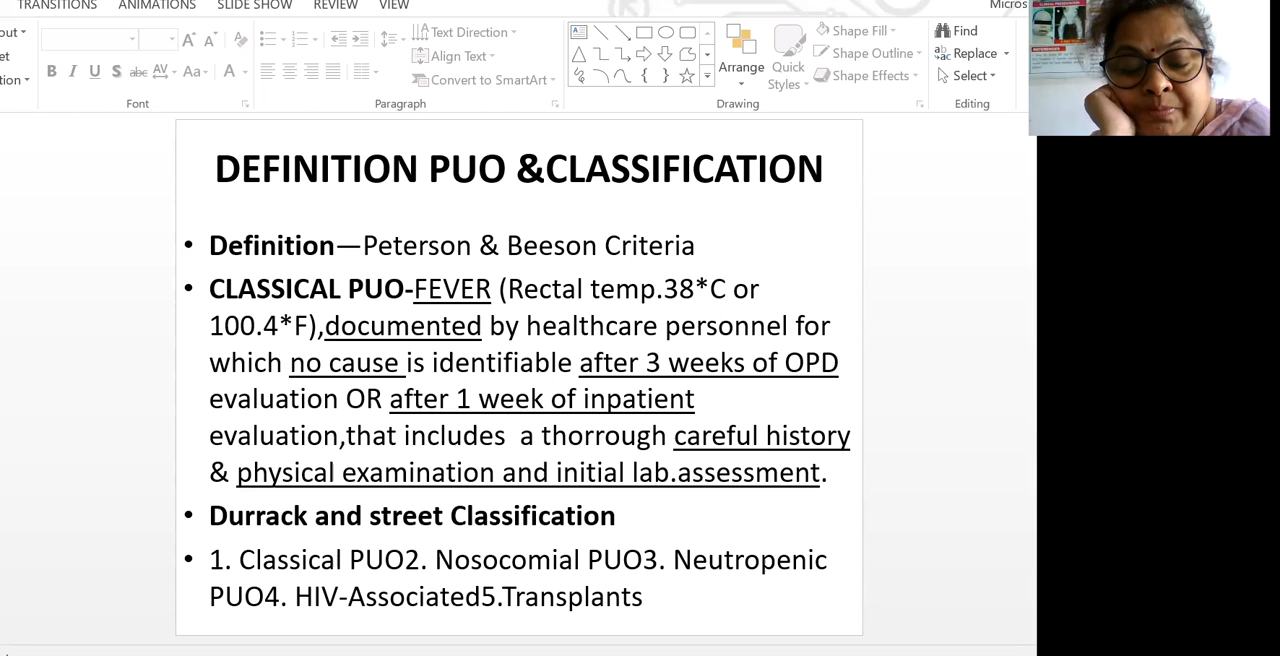 TRANSITIONS ANIMATIONS SLIDE SHOW REVIEW VIEW Micros
Text Direction
Align Text
Convert to SmartArt
B I U S abc AV Aa A
Font
Paragraph
Arrange
Quick
Styles
Shape Fill
Shape Outline
Shape Effects
Drawing
Find
Replace
Select
Editing
DEFINITION PUO &CLASSIFICATION
• Definition—Peterson & Beeson Criteria
• CLASSICAL PUO-FEVER (Rectal temp.38*C or
100.4*F),documented by healthcare personnel for
which no cause is identifiable after 3 weeks of OPD
evaluation OR after 1 week of inpatient
evaluation,that includes a thorrough careful history
& physical examination and initial lab.assessment.
• Durrack and street Classification
• 1. Classical PUO2. Nosocomial PUO3. Neutropenic
PUO4. HIV-Associated5.Transplants